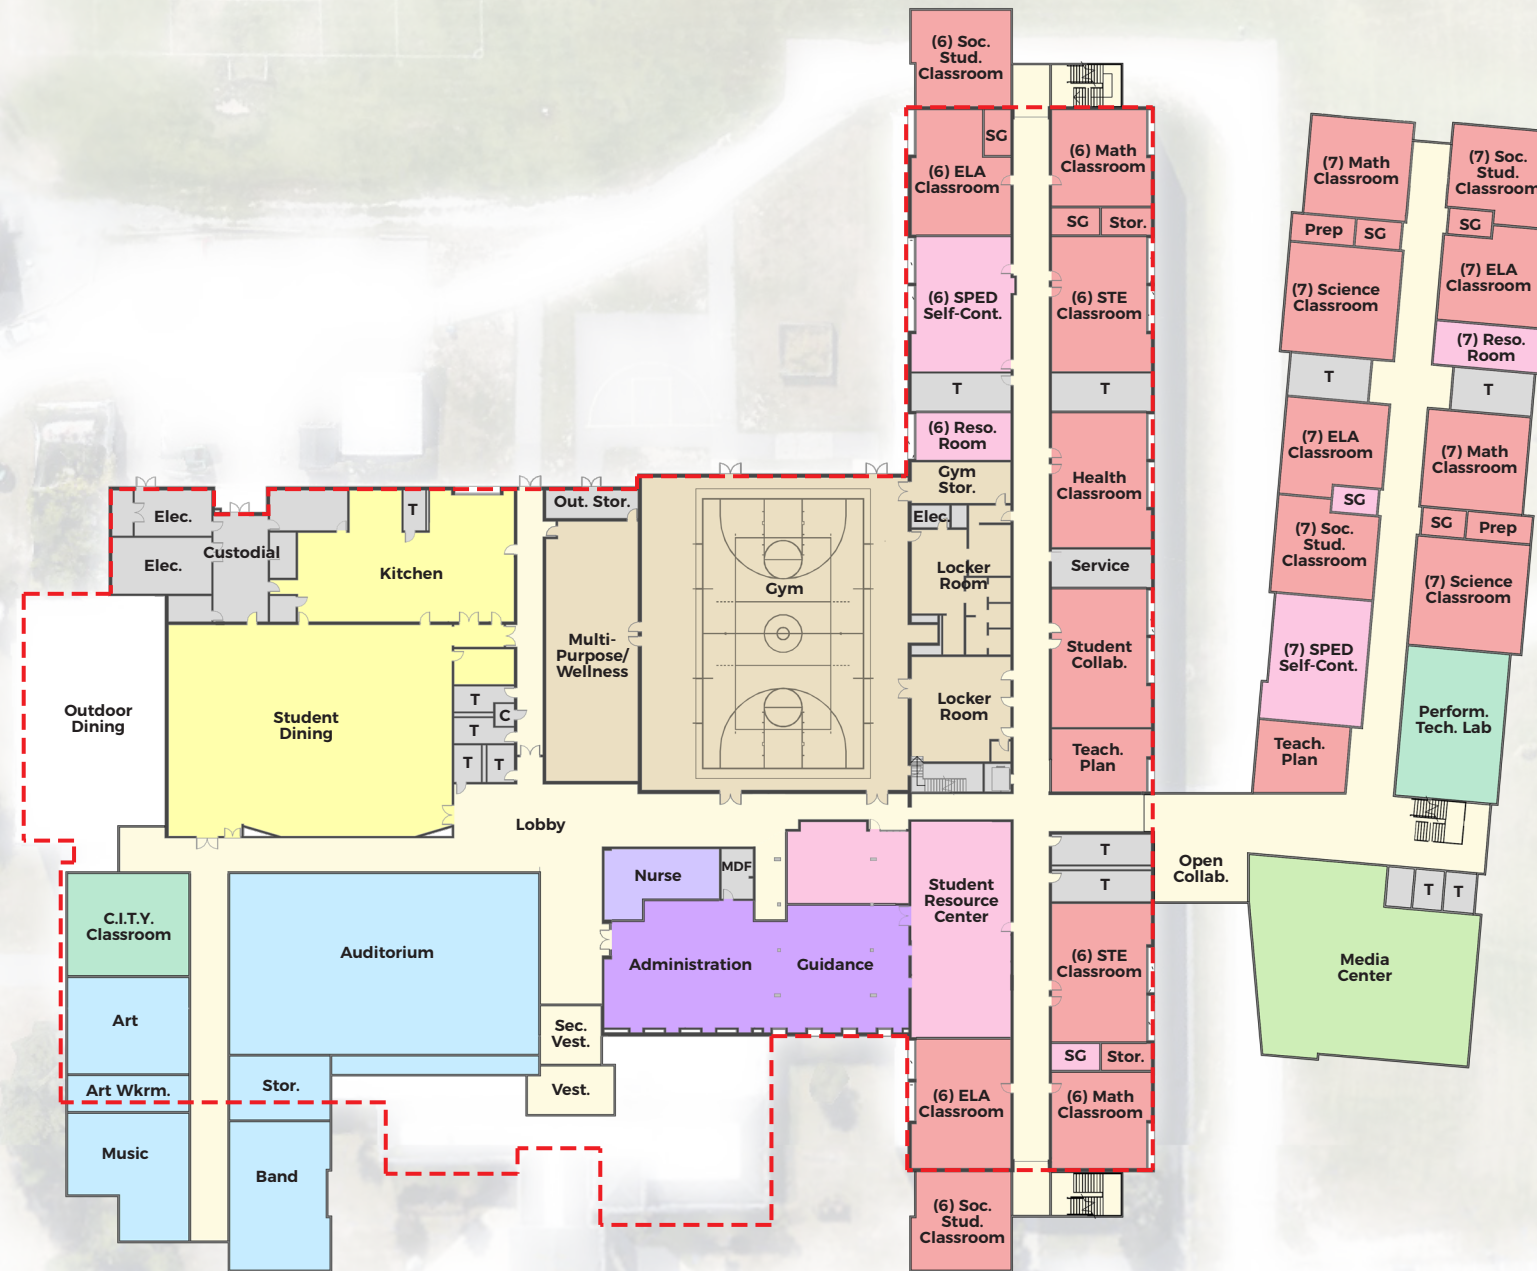 (6) Soc.
Stud.
Classroom
SG
(6) ELA
Classroom
(6) Math
Classroom
SG
Stor.
(6) SPED
Self-Cont.
(6) STE
Classroom
T
T
(6) Reso.
Room
Gym
Stor.
Health
Classroom
Elec.
Locker
Room
Service
Student
Collab.
Locker
Room
Teach.
Plan
(7) Math
Classroom
(7) Soc.
Stud.
Classroom
Prep
SG
SG
(7) Science
Classroom
(7) ELA
Classroom
(7) Reso.
Room
T
T
(7) ELA
Classroom
(7) Math
Classroom
SG
SG
Prep
(7) Soc.
Stud.
Classroom
(7) Science
Classroom
(7) SPED
Self-Cont.
Perform.
Tech. Lab
Teach.
Plan
Elec.
Custodial
Elec.
T
Kitchen
Out. Stor.
Multi-
Purpose/
Wellness
Gym
Outdoor
Dining
Student
Dining
T
C
T
T
T
Lobby
Nurse
MDF
Student
Resource
Center
T
T
Open
Collab.
T
T
Media
Center
C.I.T.Y.
Classroom
Auditorium
Administration
Guidance
(6) STE
Classroom
Art
Sec.
Vest.
Art Wkrm.
Stor.
Vest.
SG
Stor.
(6) ELA
Classroom
(6) Math
Classroom
Music
Band
(6) Soc.
Stud.
Classroom